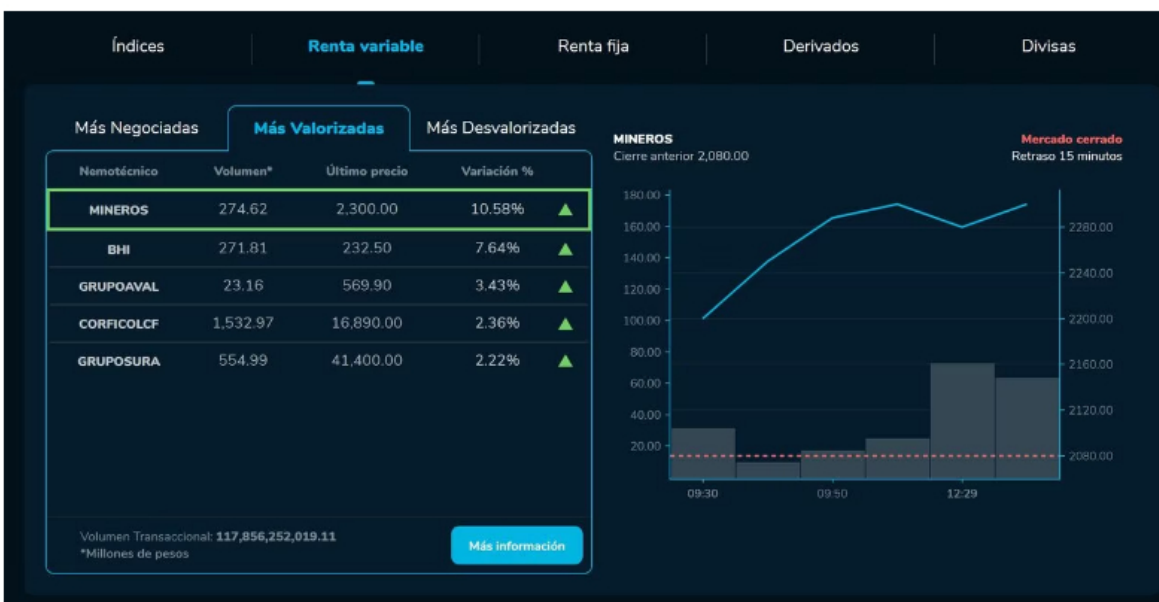 Índices Renta variable Renta fija Derivados Divisas
Más Negociadas Más Valorizadas Más Desvalorizadas
Nemotécnico Volumen* Último precio Variación %
MINEROS 274.62 2,300.00 10.58%
BHI 271.81 232.50 7.64%
GRUPOAVAL 23.16 569.90 3.43%
CORFICOLCF 1,532.97 16,890.00 2.36%
GRUPOSURA 554.99 41,400.00 2.22%
Volumen Transaccional: 117,856,252,019.11
*Millones de pesos
Más información
MINEROS
Cierre anterior 2,080.00
Mercado cerrado
Retraso 15 minutos
180.00
160.00
140.00
120.00
100.00
80.00
60.00
40.00
20.00
2280.00
2240.00
2200.00
2160.00
2120.00
2080.00
09:30 09:50 12:29